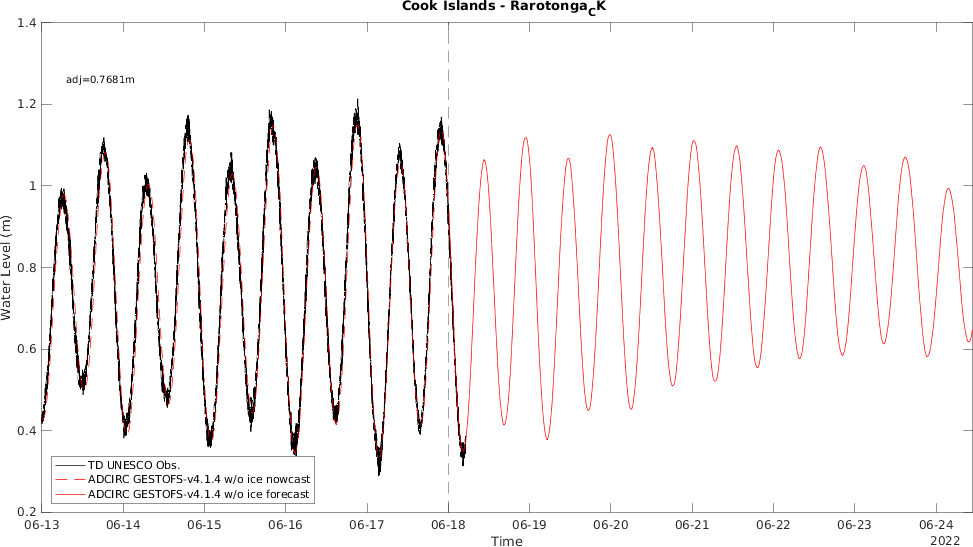 Cook Islands - Rarotonga_CK
1.4
adj=0.7681m
1.2
1
0.8
Water Level (m)
0.6
0.4
TD UNESCO Obs.
ADCIRC GESTOFS-v4.1.4 w/o ice nowcast
ADCIRC GESTOFS-v4.1.4 w/o ice forecast
0.2
06-13 06-14 06-15 06-16 06-17 06-18 06-19 06-20 06-21 06-22 06-23 06-24
Time 2022